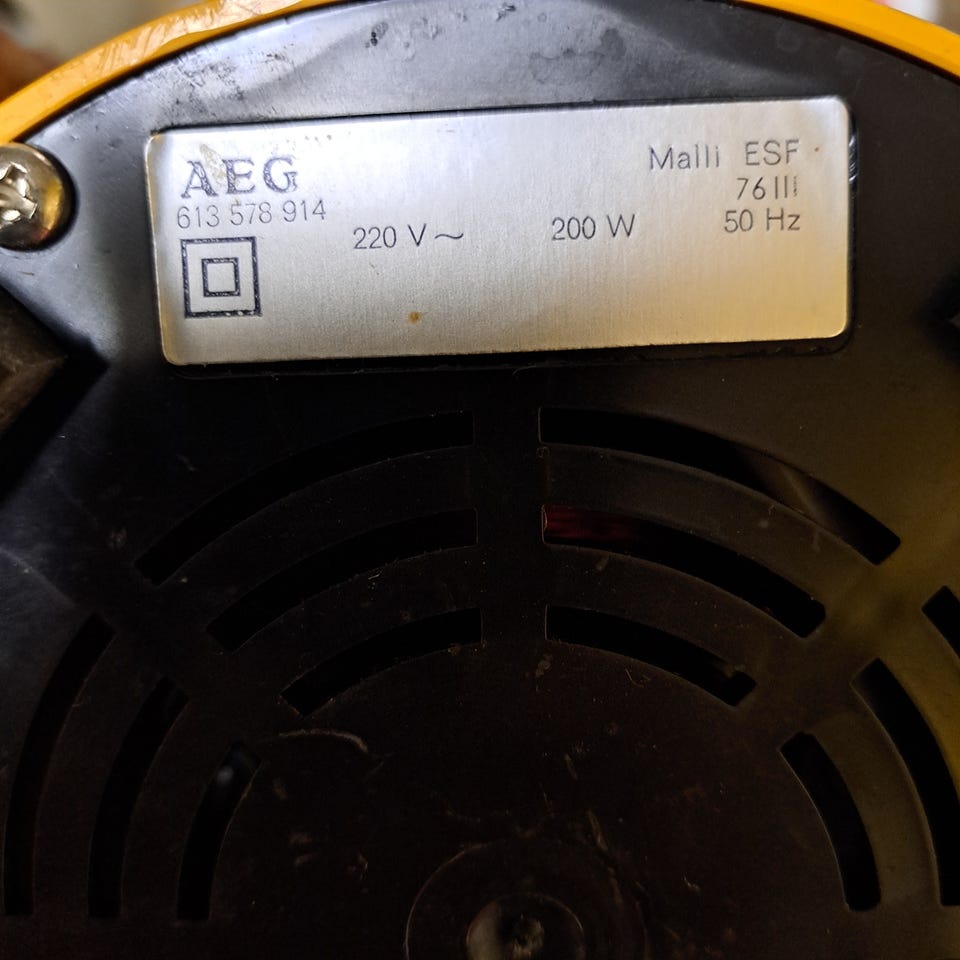 AEG
613 578 914
220 V~
200 W
Malli ESF
76 III
50 Hz